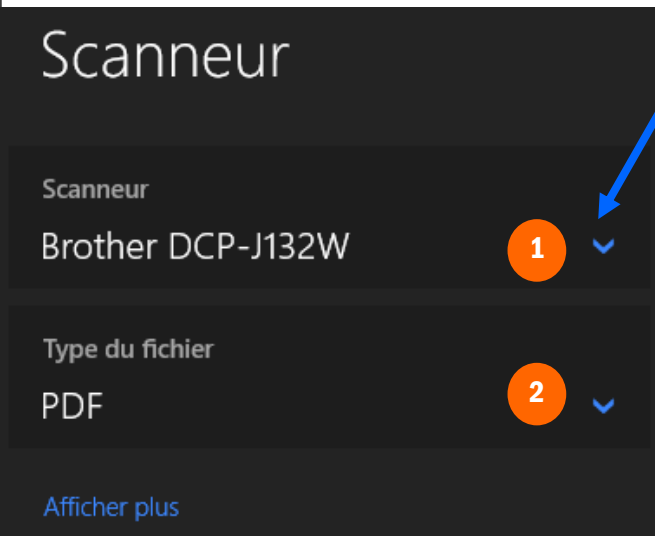 Scanneur
Scanneur
Brother DCP-J132W
1
Type du fichier
PDF
2
Afficher plus